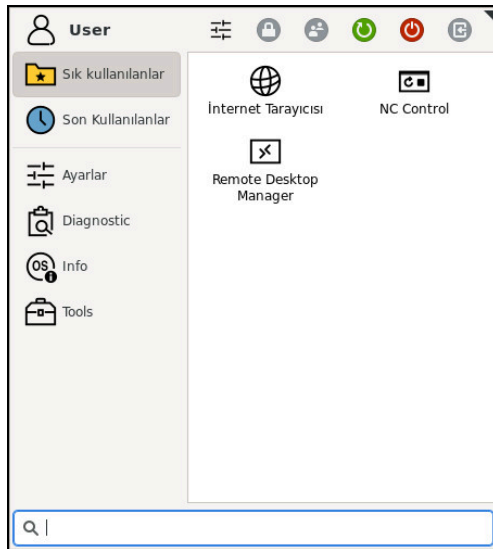 User
Sık kullanılanlar
Son Kullanılanlar
Ayarlar
Diagnostic
OS Info
Tools
İnternet Tarayıcısı
NC Control
Remote Desktop
Manager